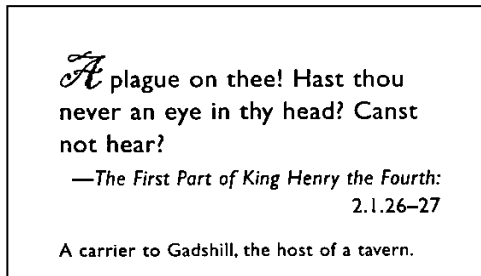 A plague on thee! Hast thou
never an eye in thy head? Canst
not hear?
—The First Part of King Henry the Fourth:
2.1.26–27
A carrier to Gadshill, the host of a tavern.